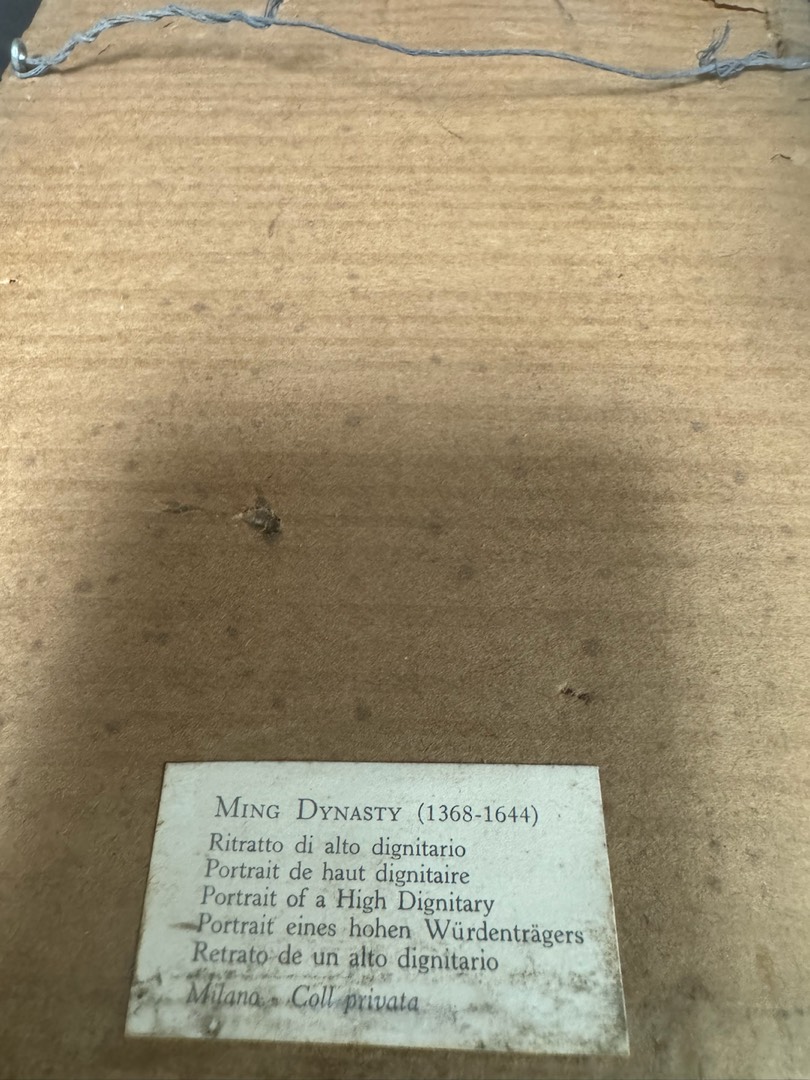 MING DYNASTY (1368-1644)
Ritratto di alto dignitario
Portrait de haut dignitaire
Portrait of a High Dignitary
Portrait eines hohen Würdenträgers
Retrato de un alto dignitario
Milano - Coll privata